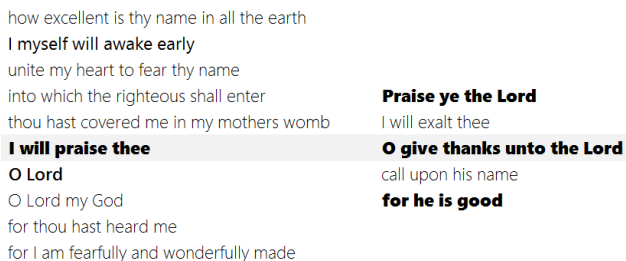 how excellent is thy name in all the earth
I myself will awake early
unite my heart to fear thy name
into which the righteous shall enter
thou hast covered me in my mothers womb
I will praise thee
O Lord
O Lord my God
for thou hast heard me
for I am fearfully and wonderfully made
Praise ye the Lord
I will exalt thee
O give thanks unto the Lord
call upon his name
for he is good